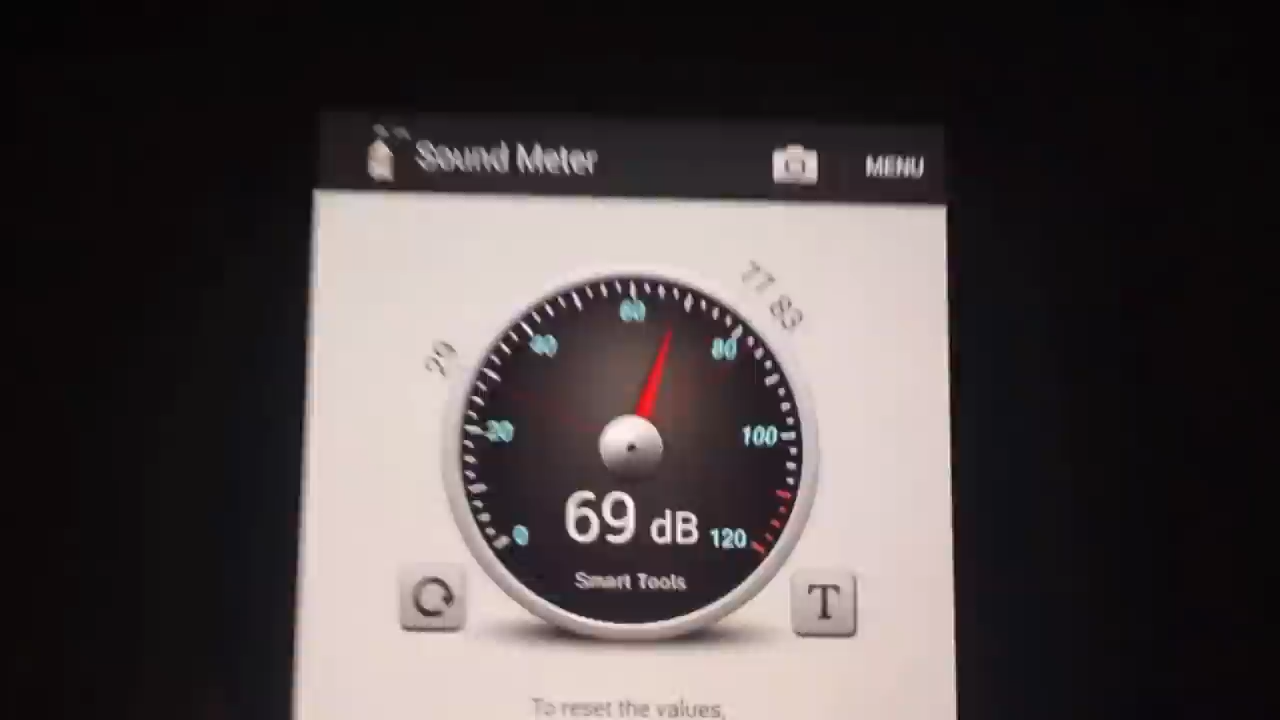 Sound Meter
MENU
77 83
29
60
40
80
20
100
69 dB
0
120
Smart Tools
T
To reset the values,